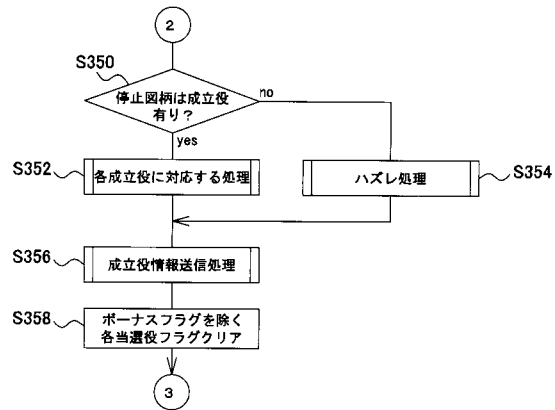 2
S350
停止図柄は成立役
有り？
no
yes
S352
各成立役に対応する処理
ハズレ処理
S354
S356
成立役情報送信処理
S358
ボーナスフラグを除く
各当選役フラグクリア
3